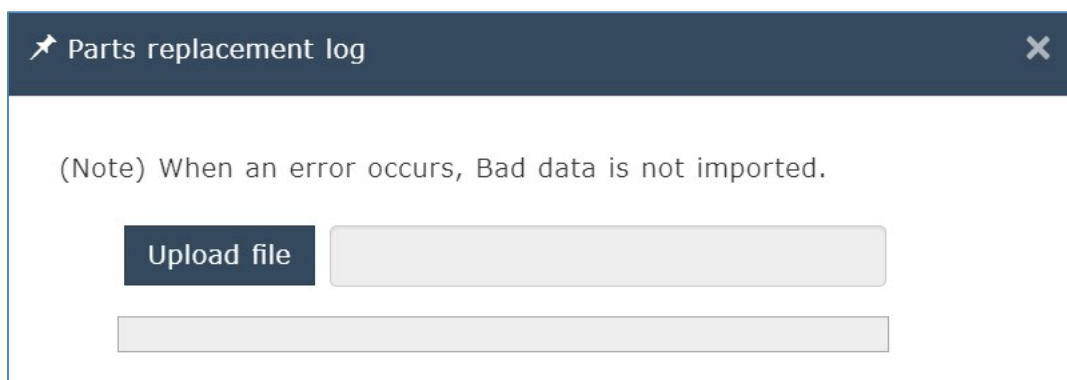 Parts replacement log
(Note) When an error occurs, Bad data is not imported.
Upload file